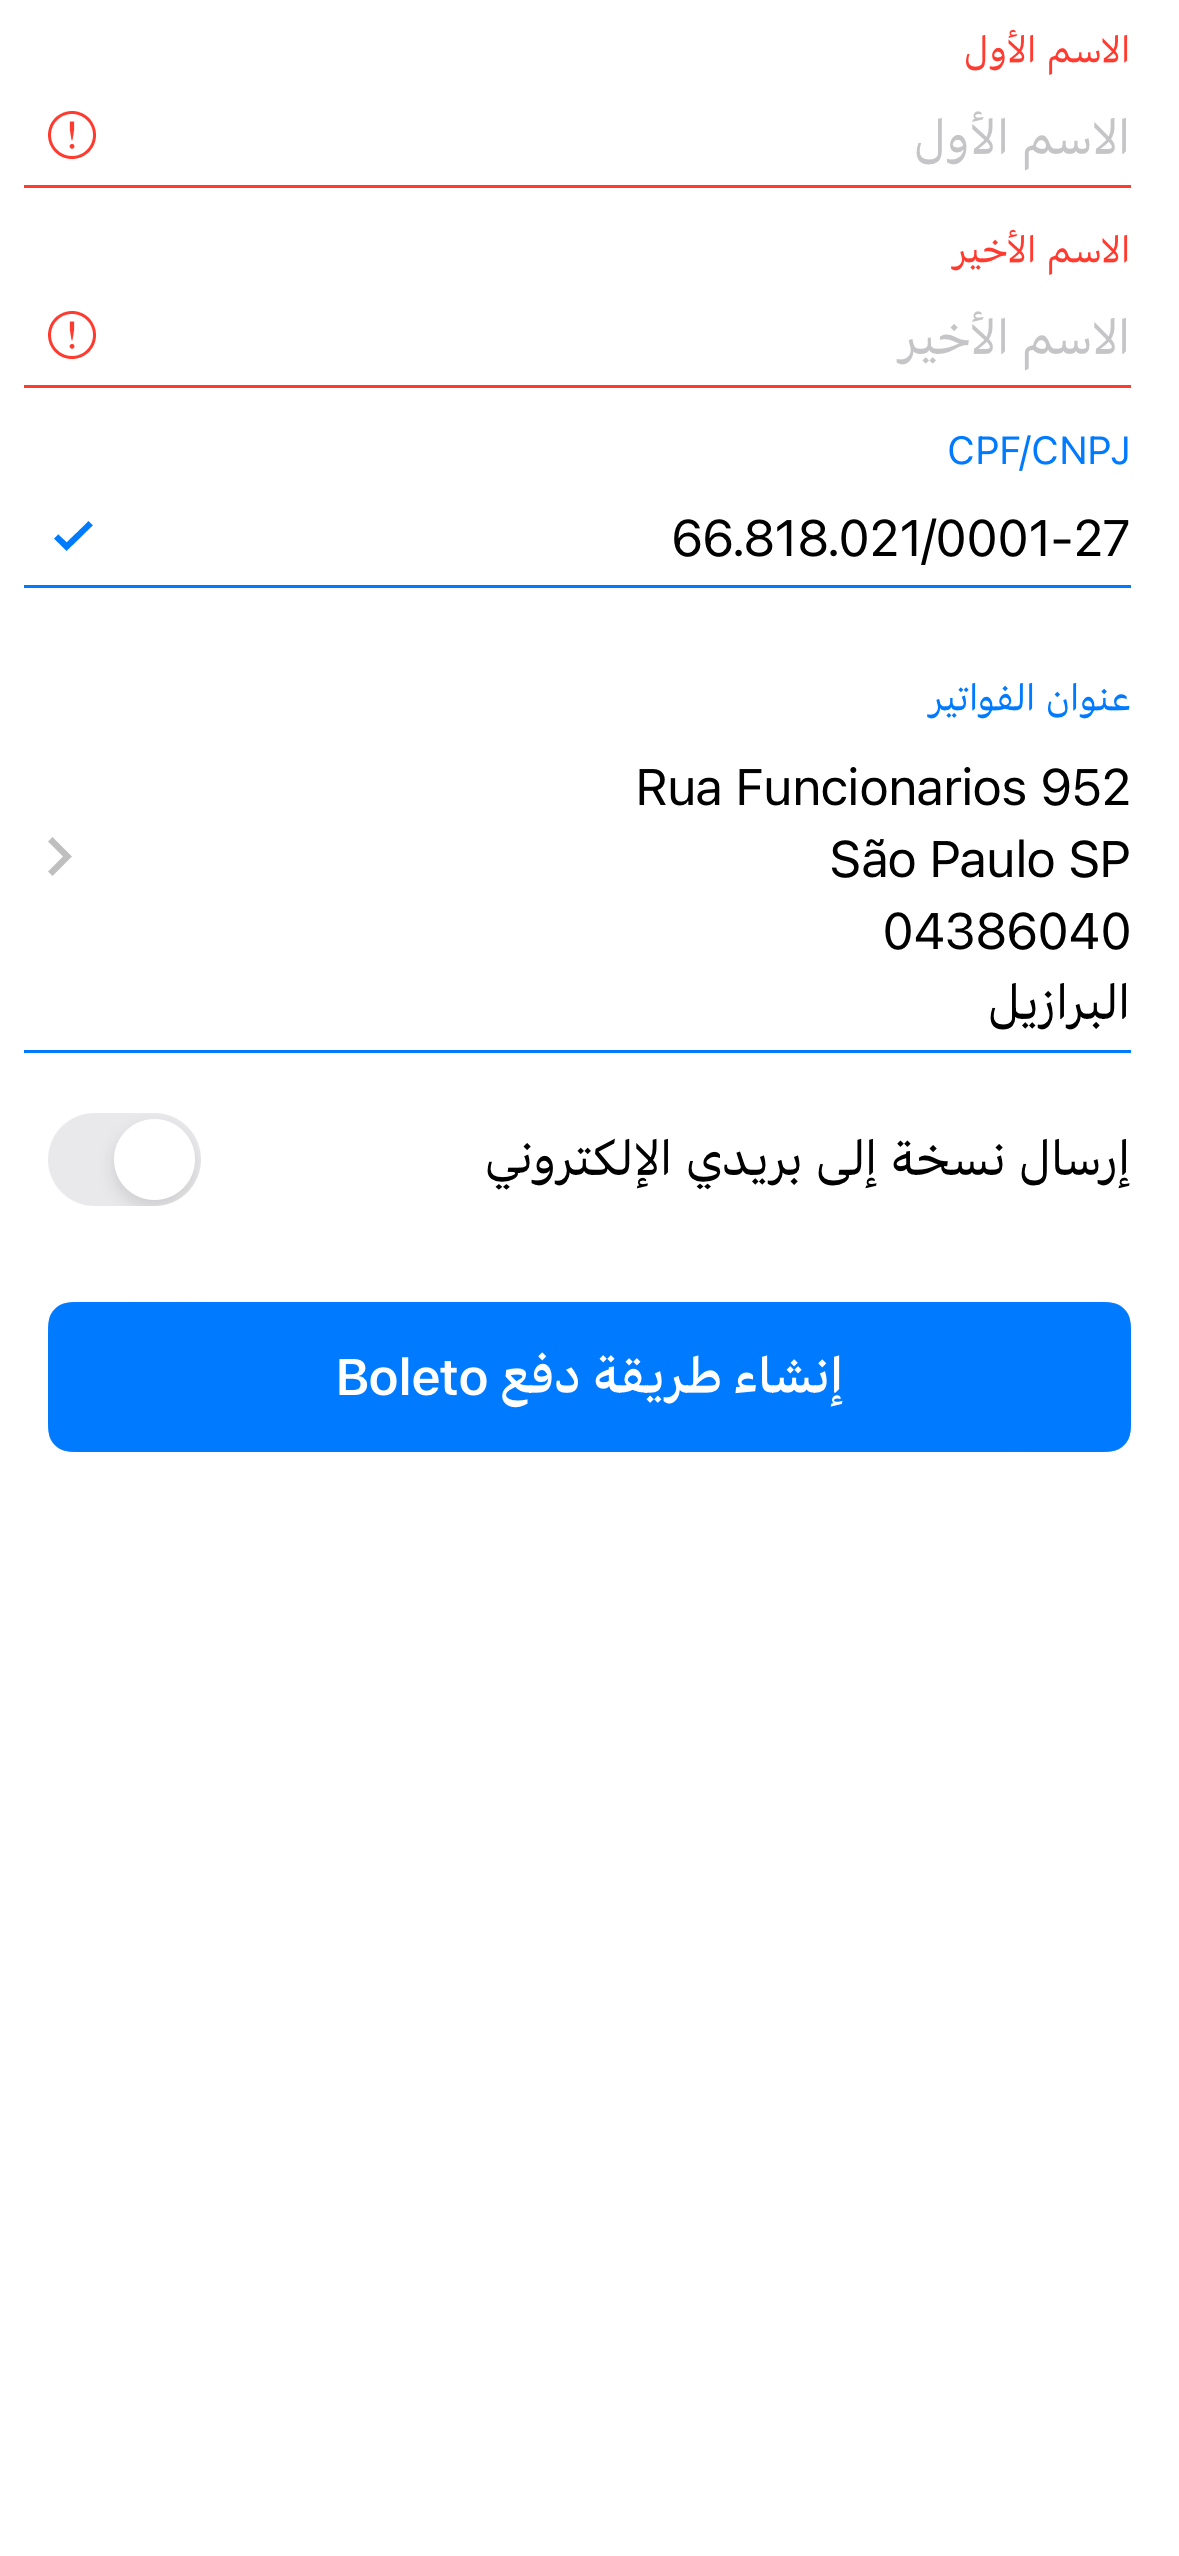 الاسم الأول
الاسم الأول
الاسم الأخير
الاسم الأخير
CPF/CNPJ
66.818.021/0001-27
عنوان الفواتير
Rua Funcionarios 952
São Paulo SP
04386040
البرازيل
إرسال نسخة إلى بريدي الإلكتروني
إنشاء طريقة دفع Boleto